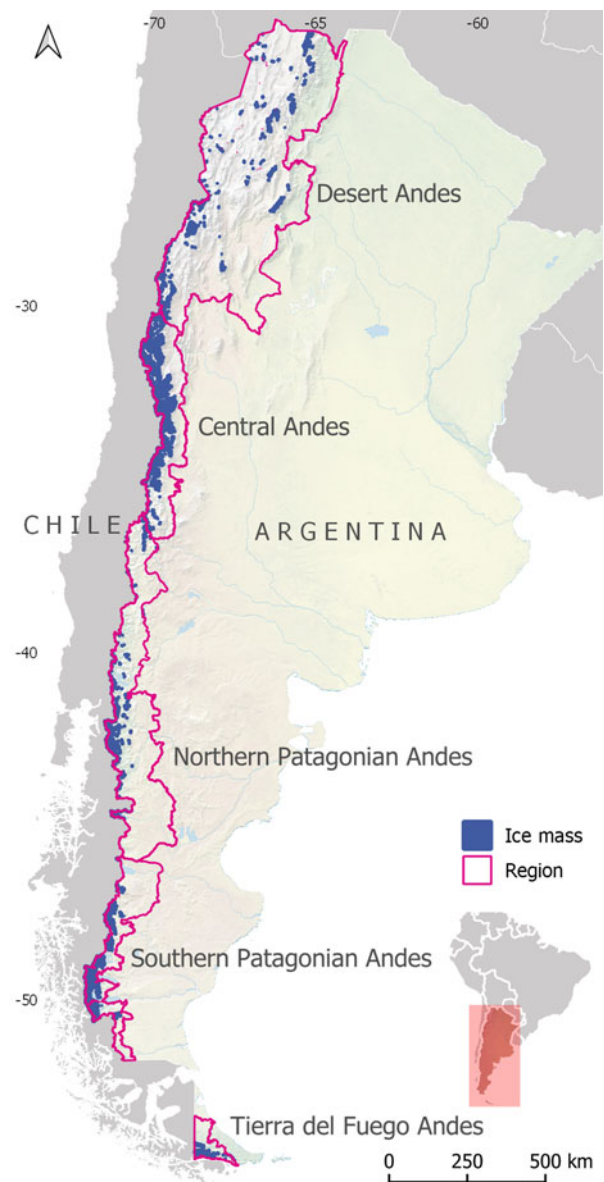 -70
-65
-60
Desert Andes
-30
Central Andes
CHILE
ARGENTINA
-40
Northern Patagonian Andes
Ice mass
Region
Southern Patagonian Andes
-50
Tierra del Fuego Andes
0 250 500 km